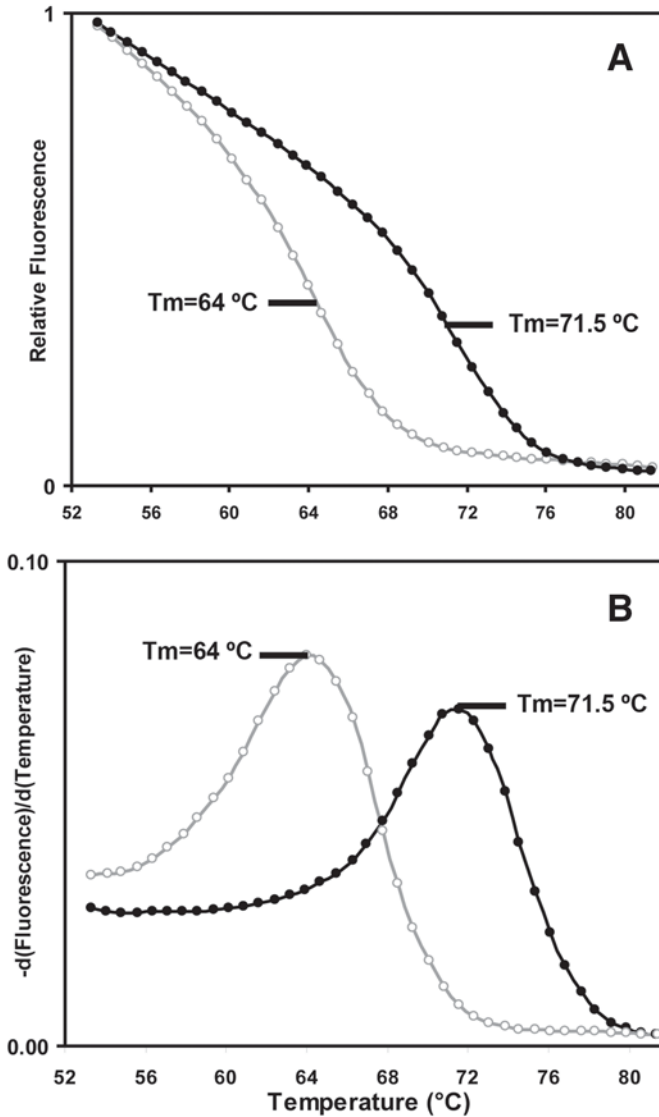 1
A
Relative Fluorescence
Tm=64 ºC
Tm=71.5 ºC
0
52 56 60 64 68 72 76 80
0.10
B
-d(Fluorescence)/d(Temperature)
Tm=64 ºC
Tm=71.5 ºC
0.00
52 56 60 64 68 72 76 80
Temperature (°C)